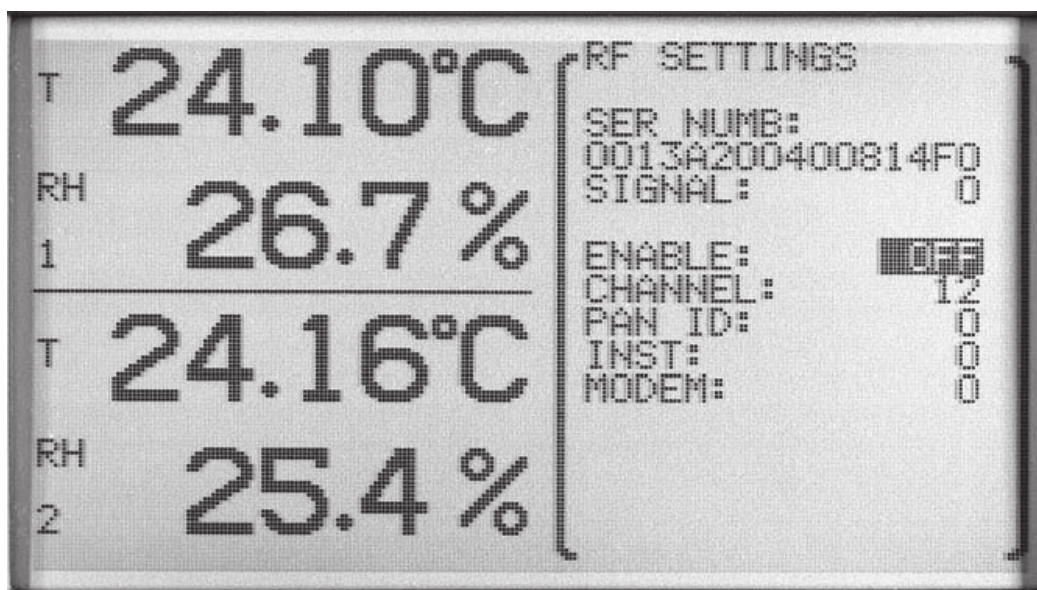 T 24.10°C
RH
1 26.7 %
T 24.16°C
RH
2 25.4 %
RF SETTINGS
SER NUMB:
0013A200400814F0
SIGNAL: 0
ENABLE: OFF
CHANNEL: 12
PAN ID: 0
INST: 0
MODEM: 0